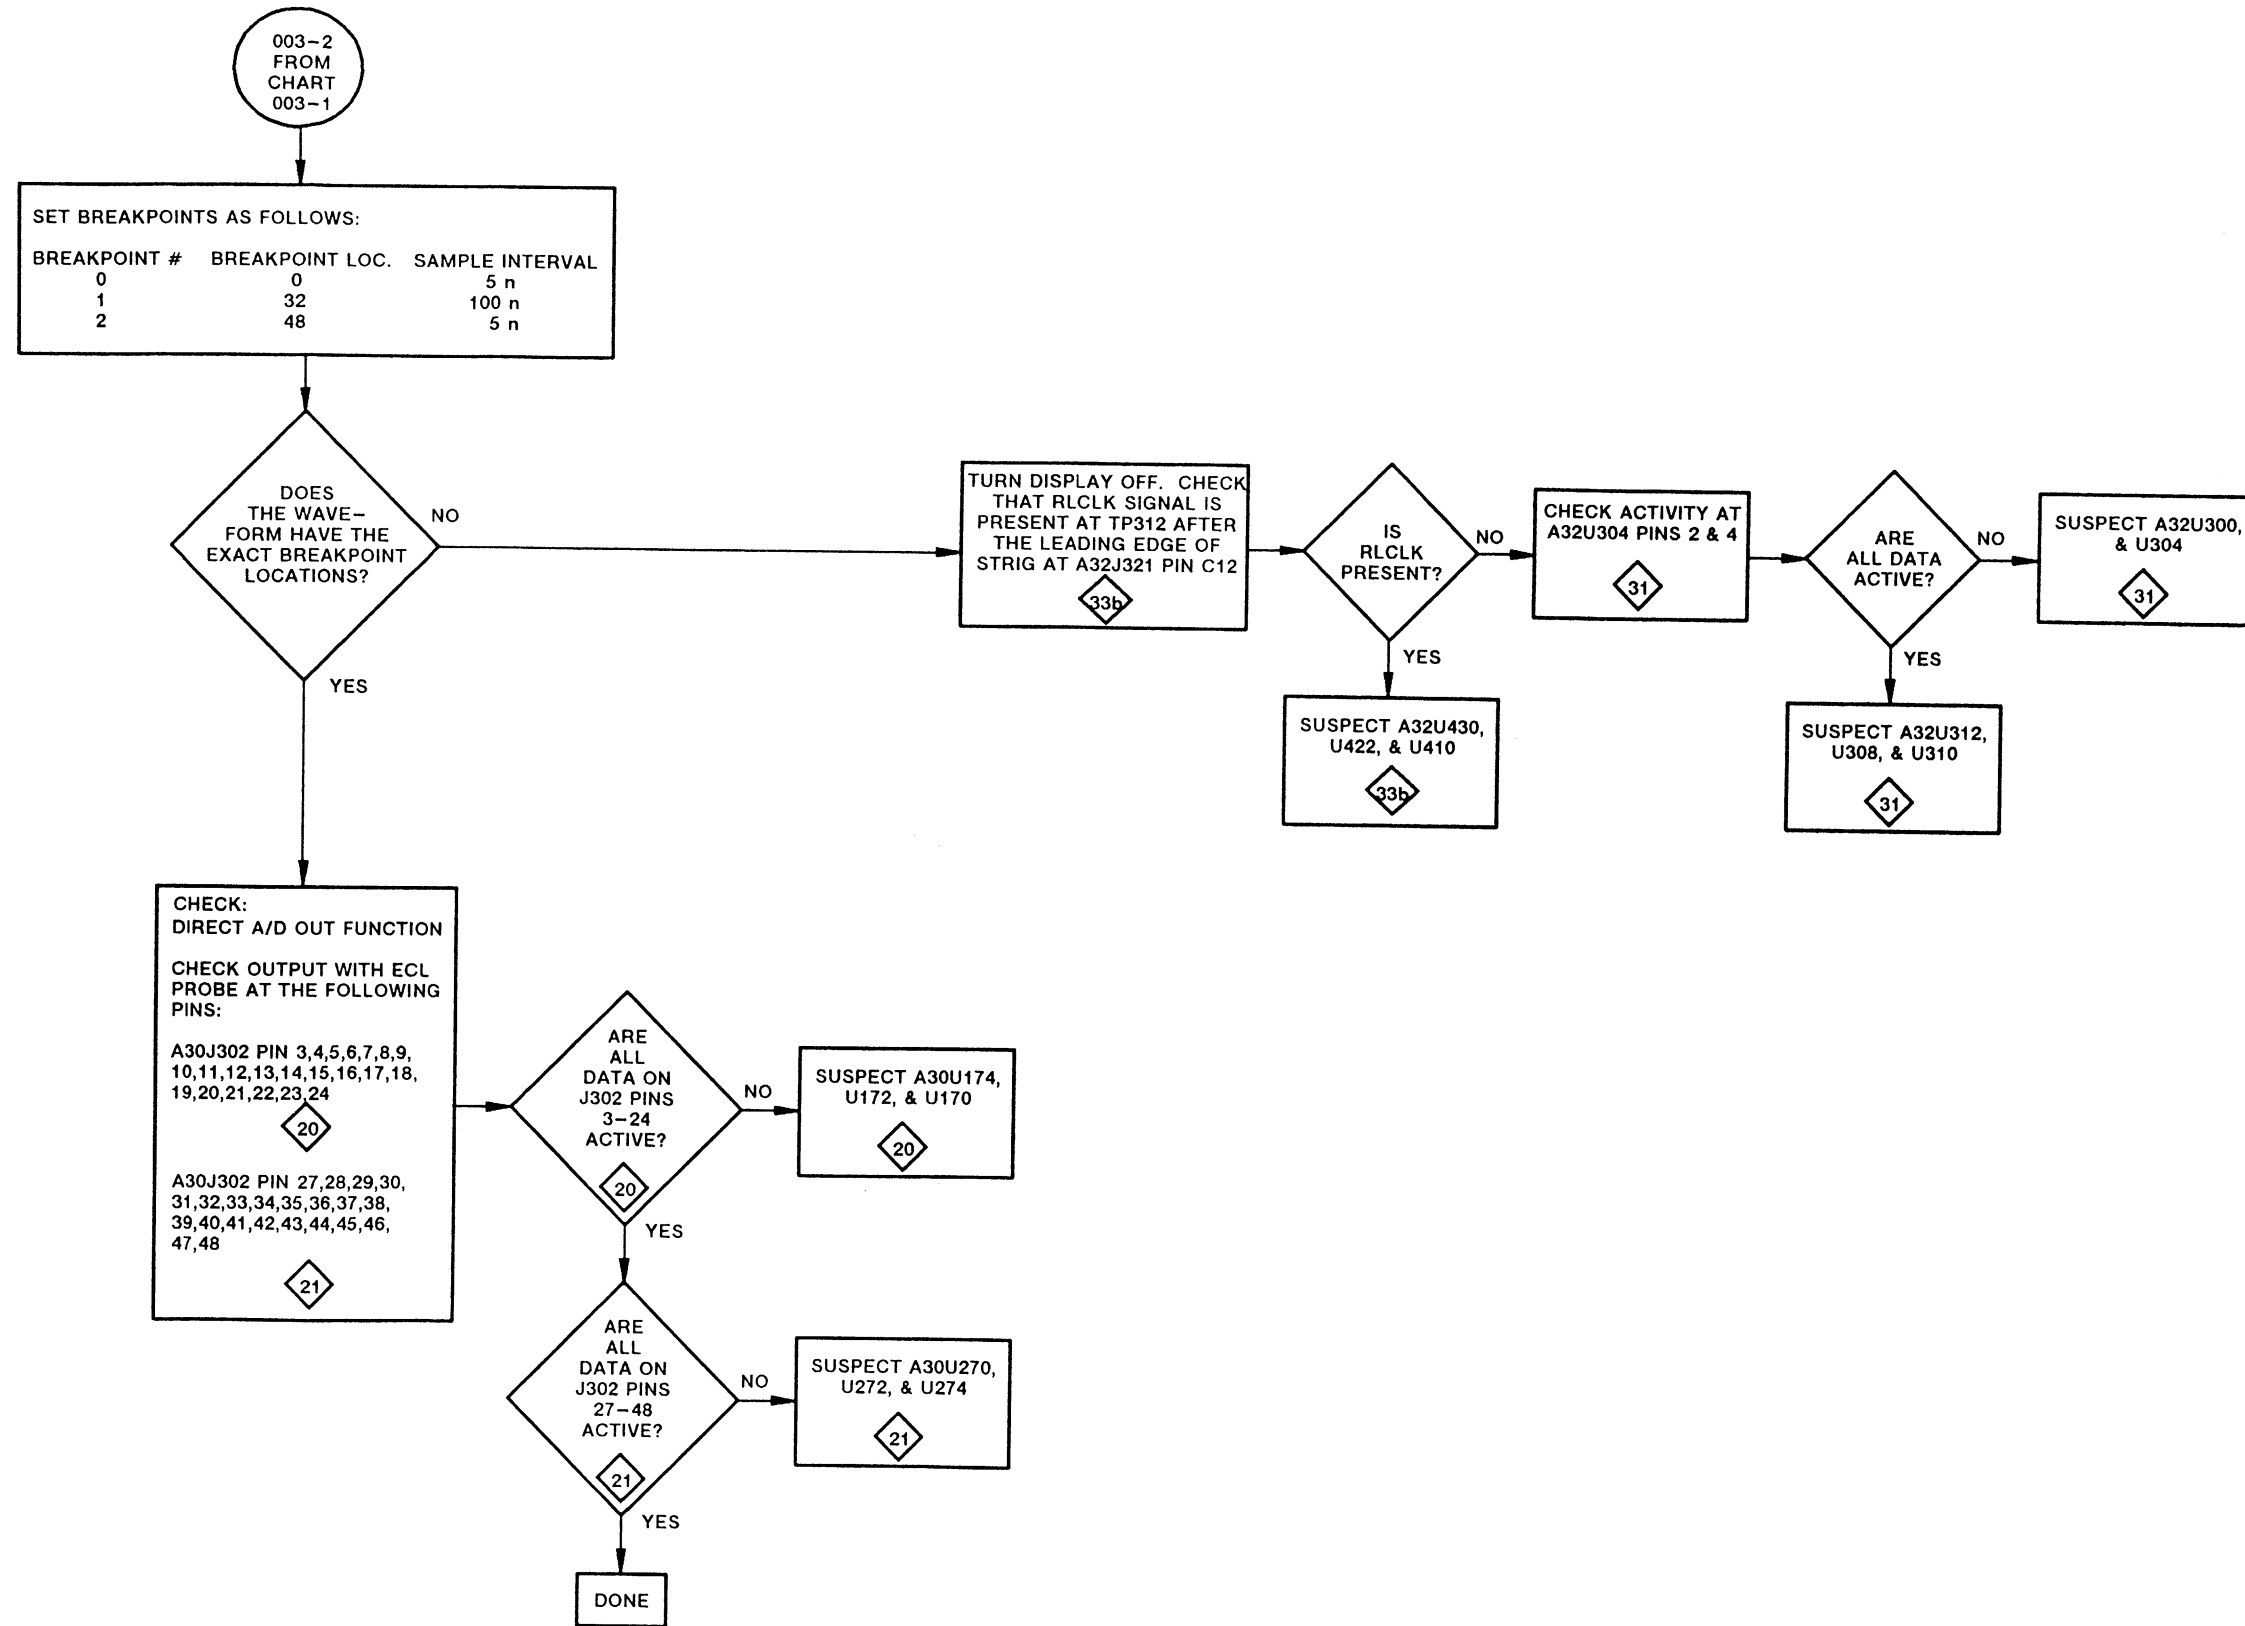 003-2
FROM
CHART
003-1
SET BREAKPOINTS AS FOLLOWS:
BREAKPOINT # BREAKPOINT LOC. SAMPLE INTERVAL
0 0 5 n
1 32 100 n
2 48 5 n
DOES
THE WAVE-
FORM HAVE THE
EXACT BREAKPOINT
LOCATIONS?
NO
YES
TURN DISPLAY OFF. CHECK
THAT RLCLK SIGNAL IS
PRESENT AT TP312 AFTER
THE LEADING EDGE OF
STRIG AT A32J321 PIN C12
33b
IS
RLCLK
PRESENT?
NO
YES
SUSPECT A32U430,
U422, & U410
33b
CHECK ACTIVITY AT
A32U304 PINS 2 & 4
31
ARE
ALL DATA
ACTIVE?
NO
YES
SUSPECT A32U300,
& U304
31
SUSPECT A32U312,
U308, & U310
31
CHECK:
DIRECT A/D OUT FUNCTION
CHECK OUTPUT WITH ECL
PROBE AT THE FOLLOWING
PINS:
A30J302 PIN 3,4,5,6,7,8,9,
10,11,12,13,14,15,16,17,18,
19,20,21,22,23,24
20
A30J302 PIN 27,28,29,30,
31,32,33,34,35,36,37,38,
39,40,41,42,43,44,45,46,
47,48
21
ARE
ALL
DATA ON
J302 PINS
3-24
ACTIVE?
20
NO
YES
SUSPECT A30U174,
U172, & U170
20
ARE
ALL
DATA ON
J302 PINS
27-48
ACTIVE?
21
NO
YES
SUSPECT A30U270,
U272, & U274
21
DONE